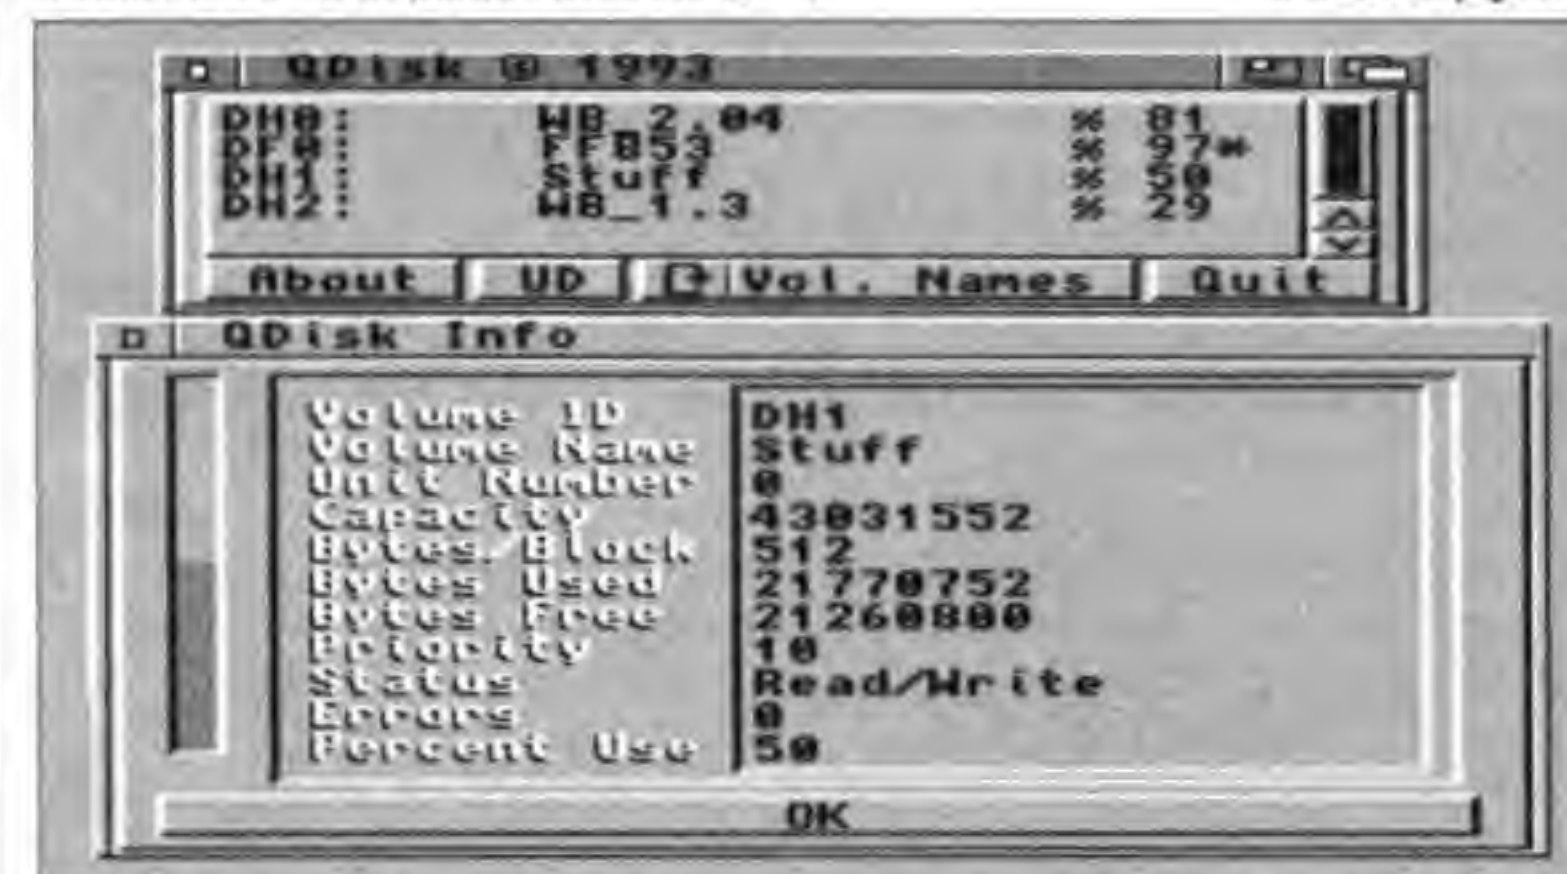 QDisk © 1993
DH0: WB_2.04 % 81
DF0: FF853 % 97*
DH1: Stuff % 50
DH2: WB_1.3 % 29
About UD Vol. Names Quit
QDisk Info
Volume ID DH1
Volume Name Stuff
Unit Number 0
Capacity 43031552
Bytes/Block 512
Bytes Used 21770752
Bytes Free 21260800
Priority 10
Status Read/Write
Errors 0
Percent Use 50
OK